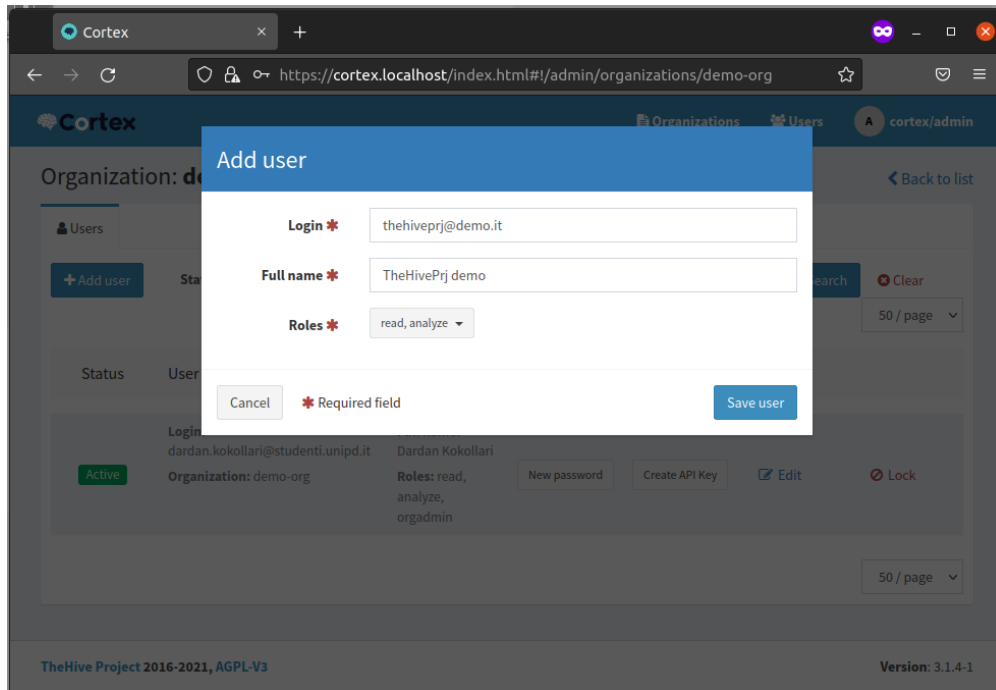 Cortex
https://cortex.localhost/index.html#!/admin/organizations/demo-org
Cortex Organizations Users A cortex/admin
Organization: de Back to list
Users
Add user
Login
thehiveprj@demo.it
Full name
TheHivePrj demo
Roles
read, analyze
Cancel
Required field
Save user
+Add user Sta earch Clear
50 / page
Status User
Login
dardan.kokollari@studenti.unipd.it Dardan Kokollari
Active Organization: demo-org Roles: read, New password Create API Key Edit Lock
analyze,
orgadmin
50 / page
TheHive Project 2016-2021, AGPL-V3 Version: 3.1.4-1